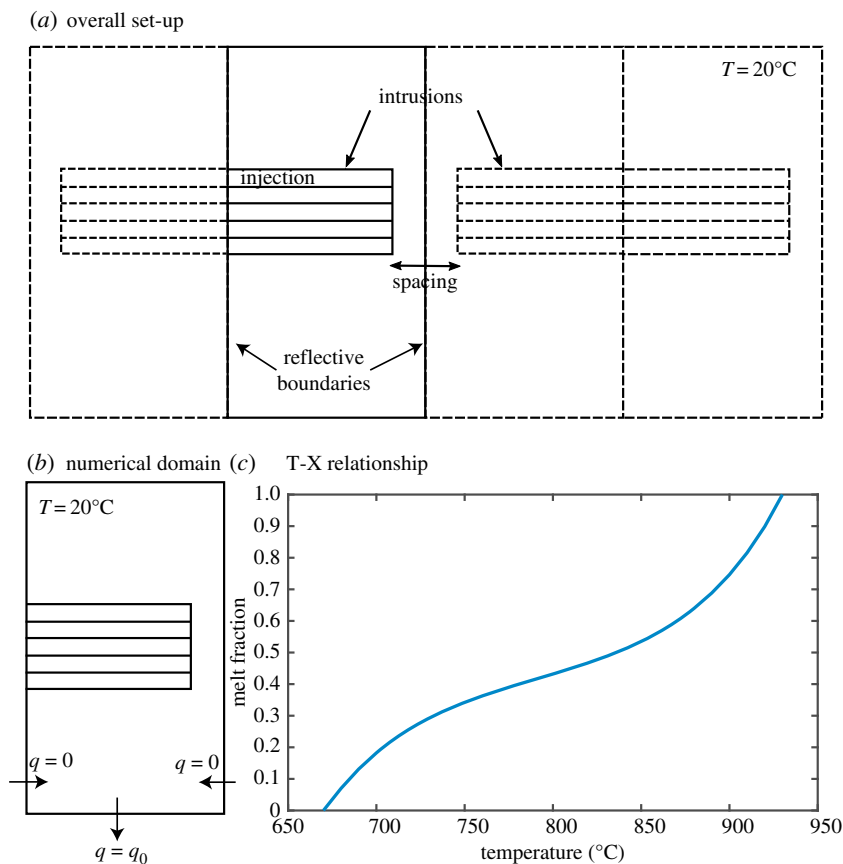 (a) overall set-up
T = 20°C
intrusions
injection
spacing
reflective
boundaries
(b) numerical domain
T = 20°C
q = 0
q = 0
q = q0
(c) T-X relationship
1.0
0.9
0.8
0.7
0.6
0.5
0.4
0.3
0.2
0.1
0
melt fraction
650
700
750
800
850
900
950
temperature (°C)